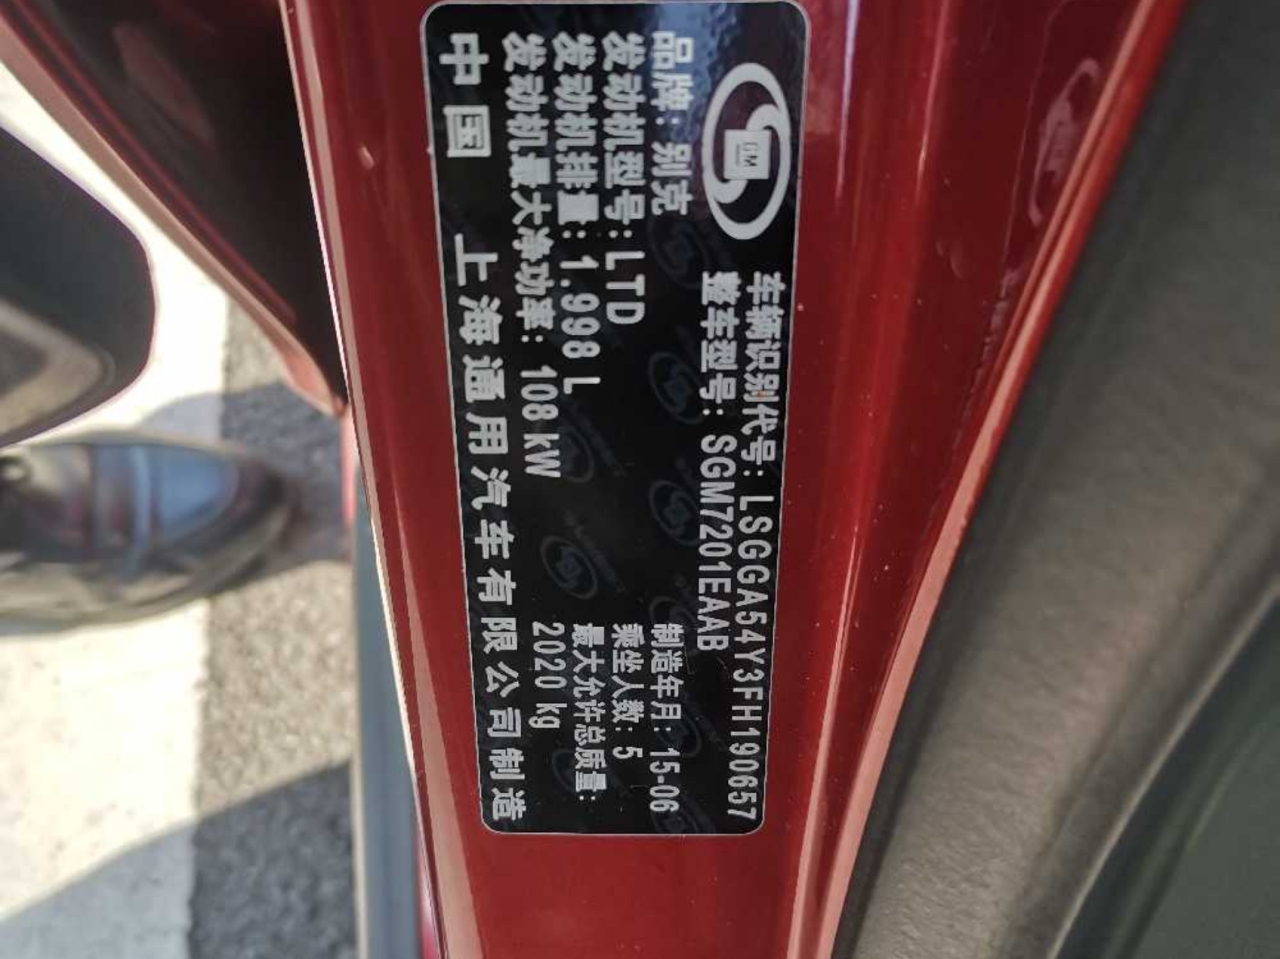 GM
车辆识别代号: LSGGA54Y3FH190657
整车型号: SGM7201EAAB
品牌: 别克
发动机型号: LTD
发动机排量: 1.998 L
发动机最大净功率: 108 kW
制造年月: 15-06
乘坐人数: 5
最大允许总质量:
2020 kg
中国 上海通用汽车有限公司制造